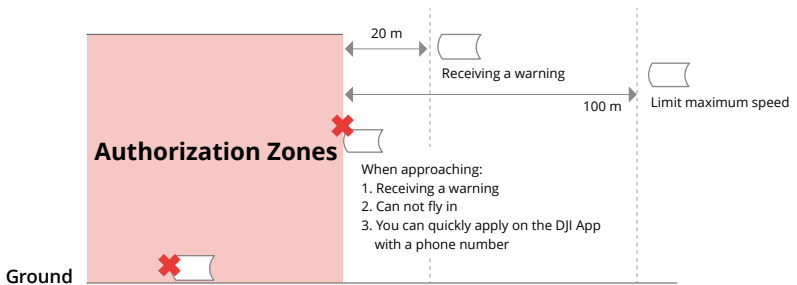 20 m
Receiving a warning
100 m
Limit maximum speed
Authorization Zones
When approaching:
1. Receiving a warning
2. Can not fly in
3. You can quickly apply on the DJI App
with a phone number
Ground